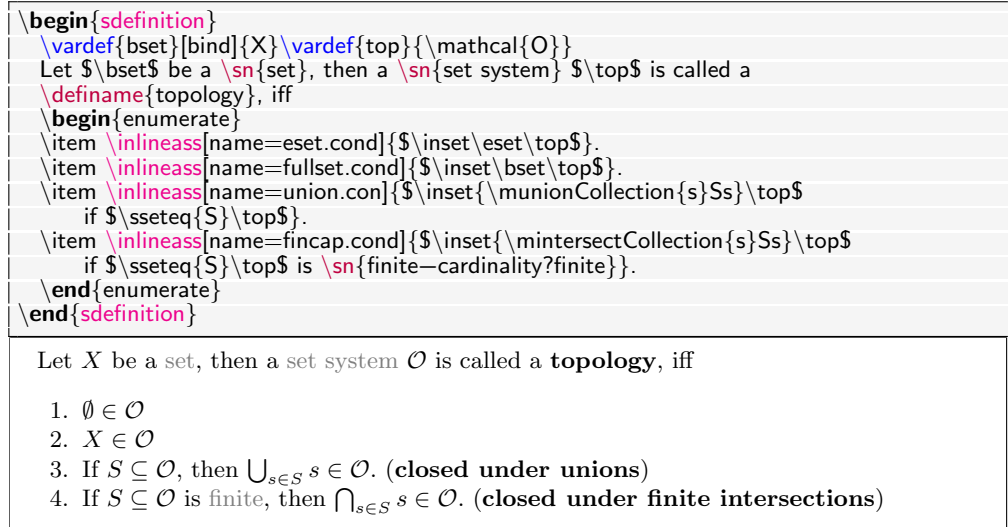 \begin{sdefinition}
\vardef{bset}[bind]{X}\vardef{top}{\mathcal{O}}
Let $\bset$ be a \sn{set}, then a \sn{set system} $\top$ is called a
\definame{topology}, iff
\begin{enumerate}
\item \inlineass[name=eset.cond]{$\inset\eset\top$}.
\item \inlineass[name=fullset.cond]{$\inset\bset\top$}.
\item \inlineass[name=union.con]{$\inset{\munionCollection{s}Ss}\top$
if $\sseteq{S}\top$}.
\item \inlineass[name=fincap.cond]{$\inset{\mintersectCollection{s}Ss}\top$
if $\sseteq{S}\top$ is \sn{finite−cardinality?finite}}.
\end{enumerate}
\end{sdefinition}
Let X be a set, then a set system 𝒪 is called a topology, iff
1. ∅ ∈ 𝒪
2. X ∈ 𝒪
3. If S ⊆ 𝒪, then ⋃_{s∈S} s ∈ 𝒪. (closed under unions)
4. If S ⊆ 𝒪 is finite, then ⋂_{s∈S} s ∈ 𝒪. (closed under finite intersections)